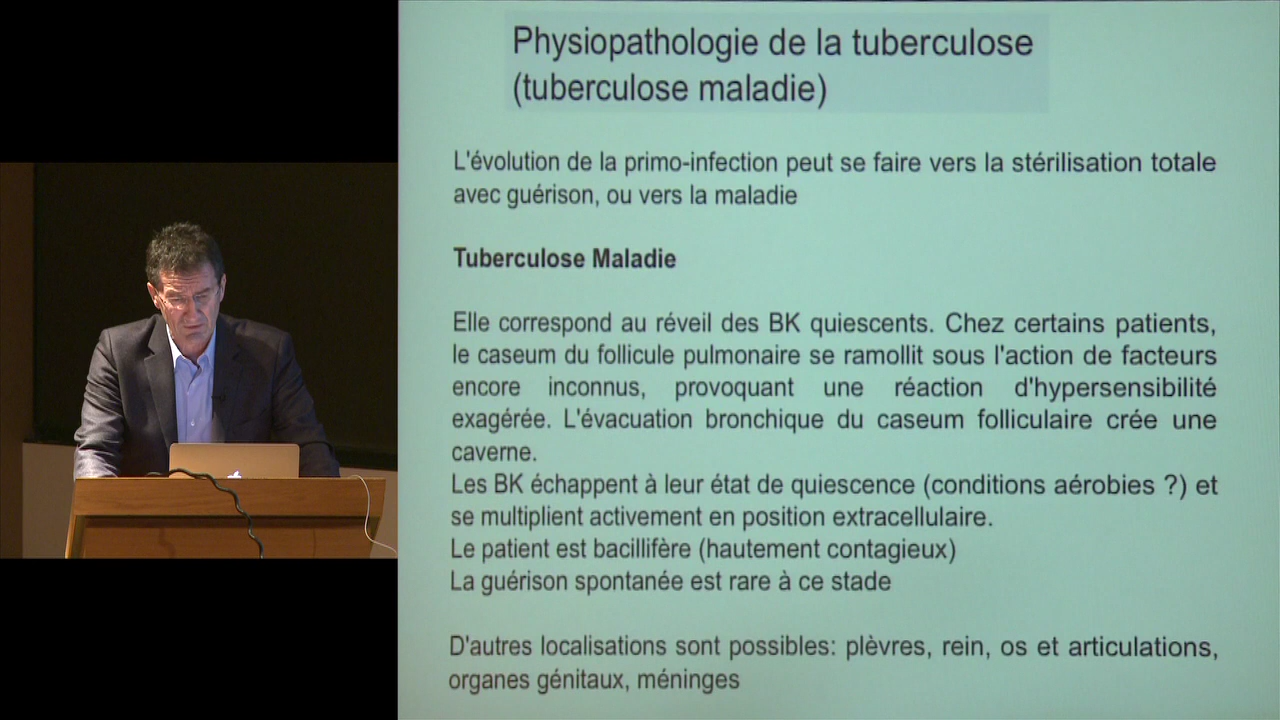 Physiopathologie de la tuberculose
(tuberculose maladie)
L'évolution de la primo-infection peut se faire vers la stérilisation totale
avec guérison, ou vers la maladie
Tuberculose Maladie
Elle correspond au réveil des BK quiescents. Chez certains patients,
le caseum du follicule pulmonaire se ramollit sous l'action de facteurs
encore inconnus, provoquant une réaction d'hypersensibilité
exagérée. L'évacuation bronchique du caseum folliculaire crée une
caverne.
Les BK échappent à leur état de quiescence (conditions aérobies ?) et
se multiplient activement en position extracellulaire.
Le patient est bacillifère (hautement contagieux)
La guérison spontanée est rare à ce stade
D'autres localisations sont possibles: plèvres, rein, os et articulations,
organes génitaux, méninges